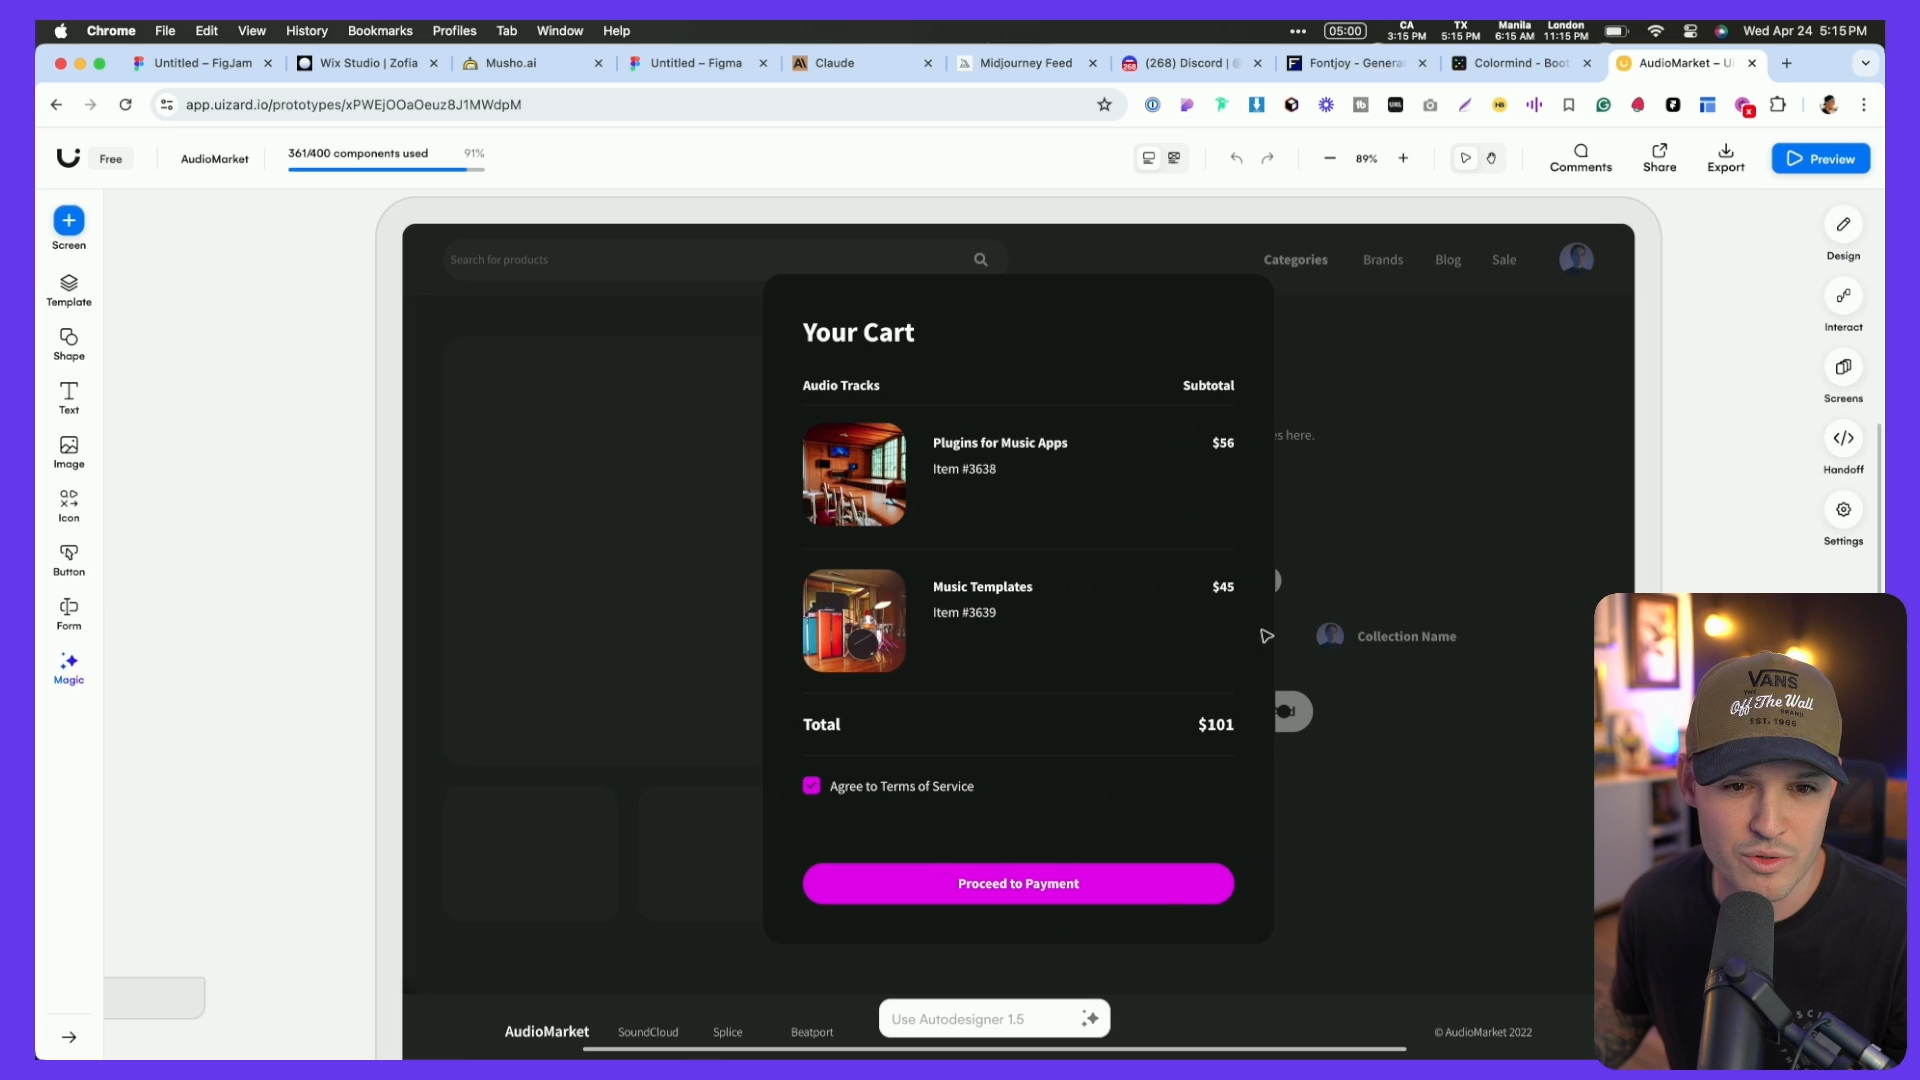 Chrome File Edit View History Bookmarks Profiles Tab Window Help
05:00
CA
3:15 PM
TX
5:15 PM
Manila
6:15 AM
London
11:15 PM
Wed Apr 24 5:15 PM
Untitled – FigJam
Wix Studio | Zofia
Musho.ai
Untitled – Figma
Claude
Midjourney Feed
(268) Discord | @
Fontjoy - Genera
Colormind - Boot
AudioMarket – Ui
app.uizard.io/prototypes/xPWEjOOaOeuz8J1MWdpM
Free
AudioMarket
361/400 components used
91%
89%
Comments
Share
Export
Preview
Screen
Template
Shape
Text
Image
Icon
Button
Form
Magic
Design
Interact
Screens
Handoff
Settings
Search for products
Categories
Brands
Blog
Sale
Your Cart
Audio Tracks
Subtotal
Plugins for Music Apps
$56
Item #3638
s here.
Music Templates
$45
Item #3639
Collection Name
Total
$101
Agree to Terms of Service
Proceed to Payment
AudioMarket
SoundCloud
Splice
Beatport
Use Autodesigner 1.5
© AudioMarket 2022
VANS
THE
Off The Wall
BRAND
EST. 1966